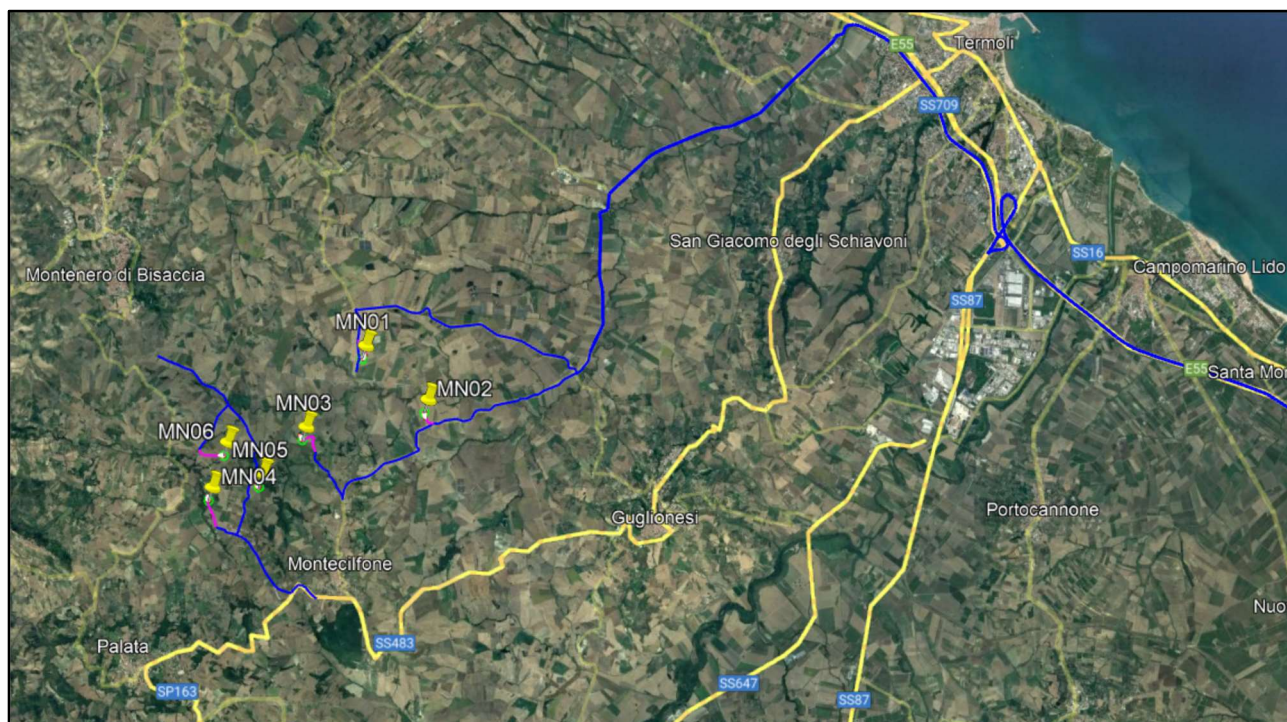 Termoli
E55
SS709
San Giacomo degli Schiavoni
SS16
Montenero di Bisaccia
Campomarino Lido
SS87
MN01
E55
Santa Mor
MN02
MN03
MN06
MN05
MN04
Guglionesi
Portocannone
Montecilfone
Nuo
SS483
Palata
SS647
SP163
SS87